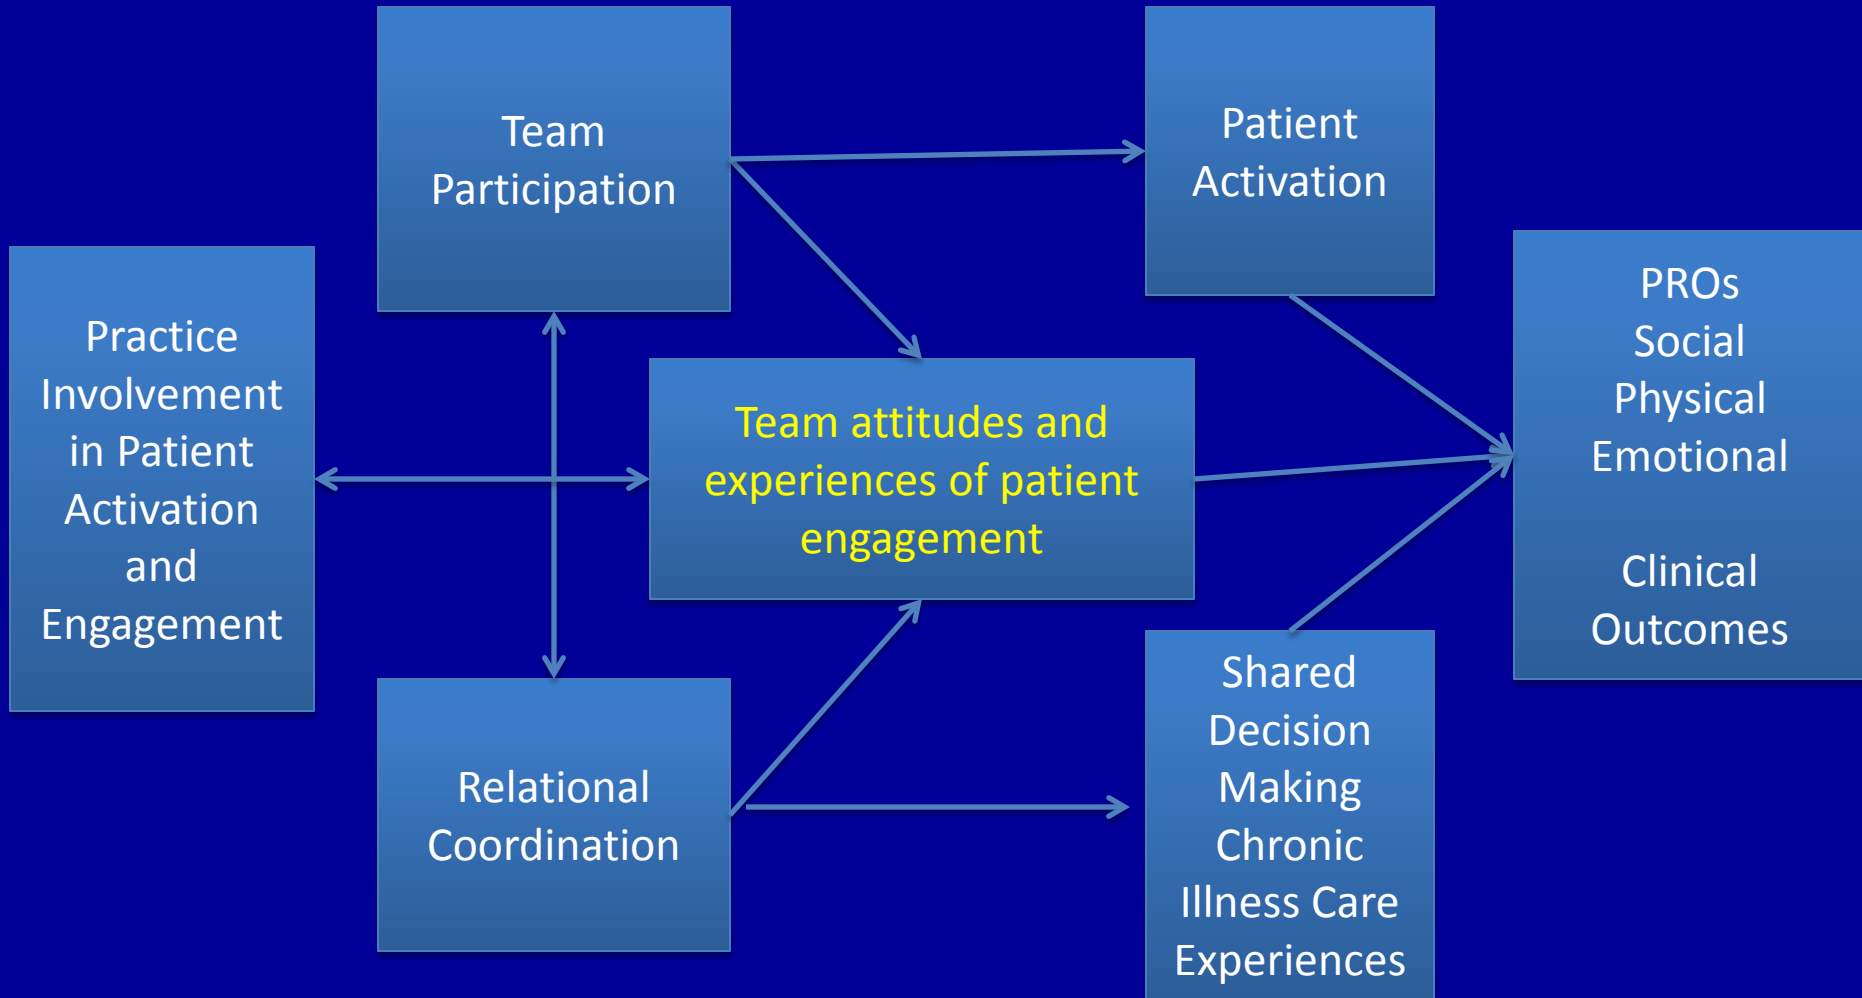 Team
Participation
Patient
Activation
Practice
Involvement
in Patient
Activation
and
Engagement
Team attitudes and
experiences of patient
engagement
PROs
Social
Physical
Emotional
Clinical
Outcomes
Relational
Coordination
Shared
Decision
Making
Chronic
Illness Care
Experiences